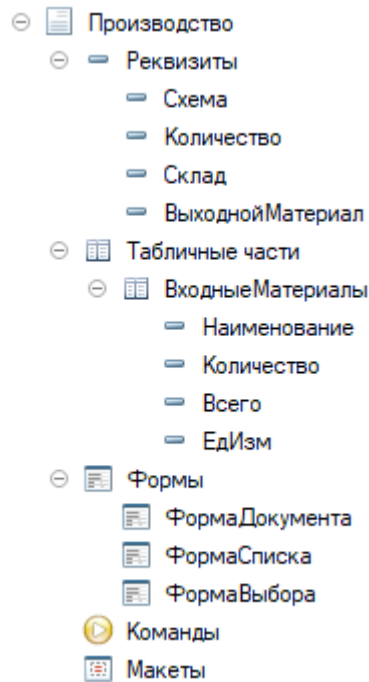 Производство
Реквизиты
Схема
Количество
Склад
ВыходнойМатериал
Табличные части
ВходныеМатериалы
Наименование
Количество
Всего
ЕдИзм
Формы
ФормаДокумента
ФормаСписка
ФормаВыбора
Команды
Макеты